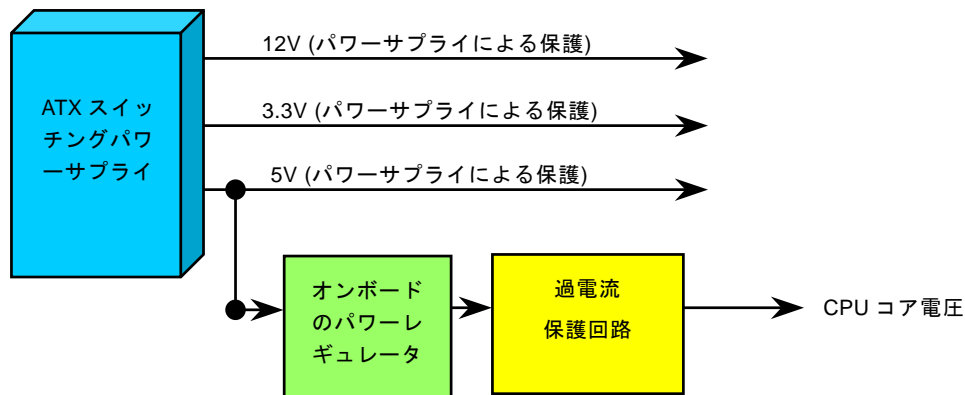 12V (パワーサプライによる保護)
ATX スイッ
チングパワ
ーサプライ
3.3V (パワーサプライによる保護)
5V (パワーサプライによる保護)
オンボード
のパワーレ
ギュレータ
過電流
保護回路
CPU コア電圧